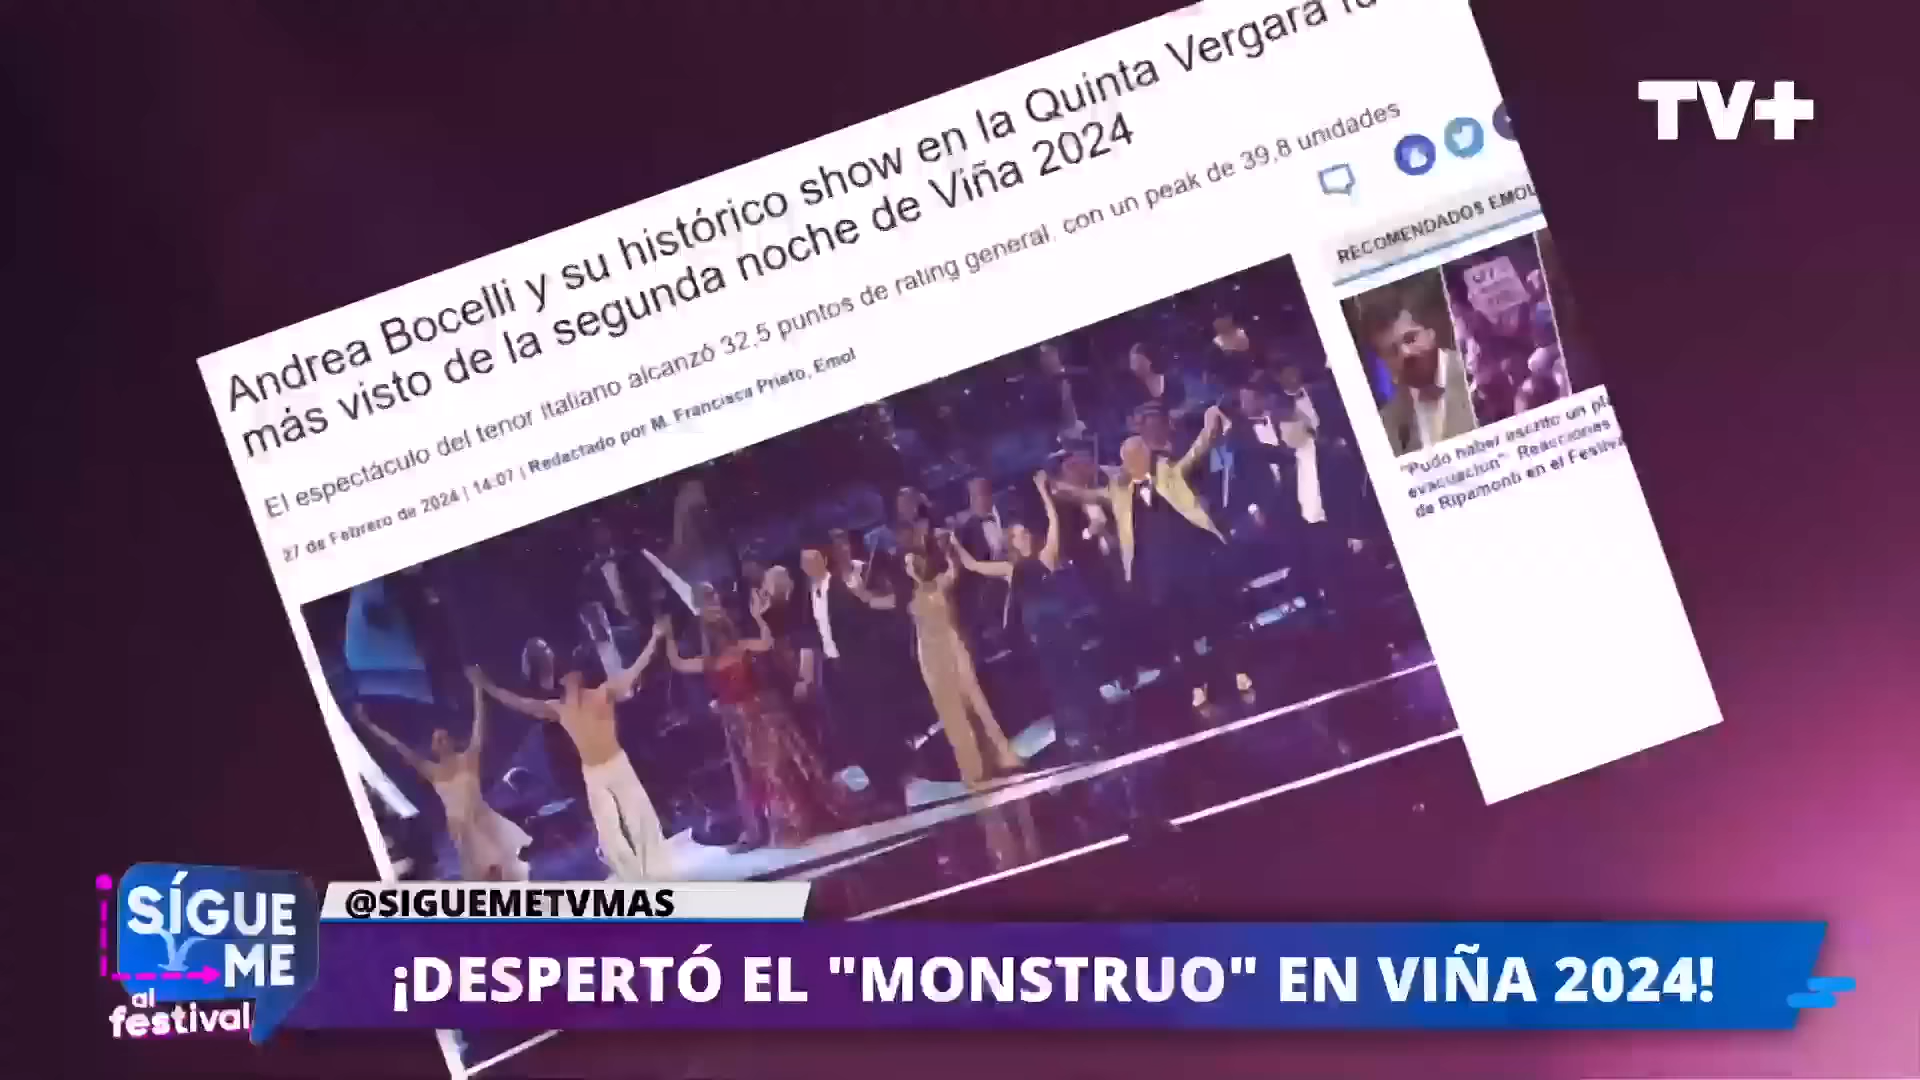 Andrea Bocelli y su histórico show en la Quinta Vergara
más visto de la segunda noche de Viña 2024
El espectáculo del tenor italiano alcanzó 32,5 puntos de rating general, con un peak de 39,8 unidades
27 de Febrero de 2024 | 14:07 | Redactado por M. Francisca Prieto, Emol
RECOMENDADOS EMOL
"Pudo haber escrito un
evacuación": Reacciones
de Ripamonti en el
TV+
SÍGUE
ME
al
festival
@SIGUEMETVMAS
¡DESPERTÓ EL "MONSTRUO" EN VIÑA 2024!